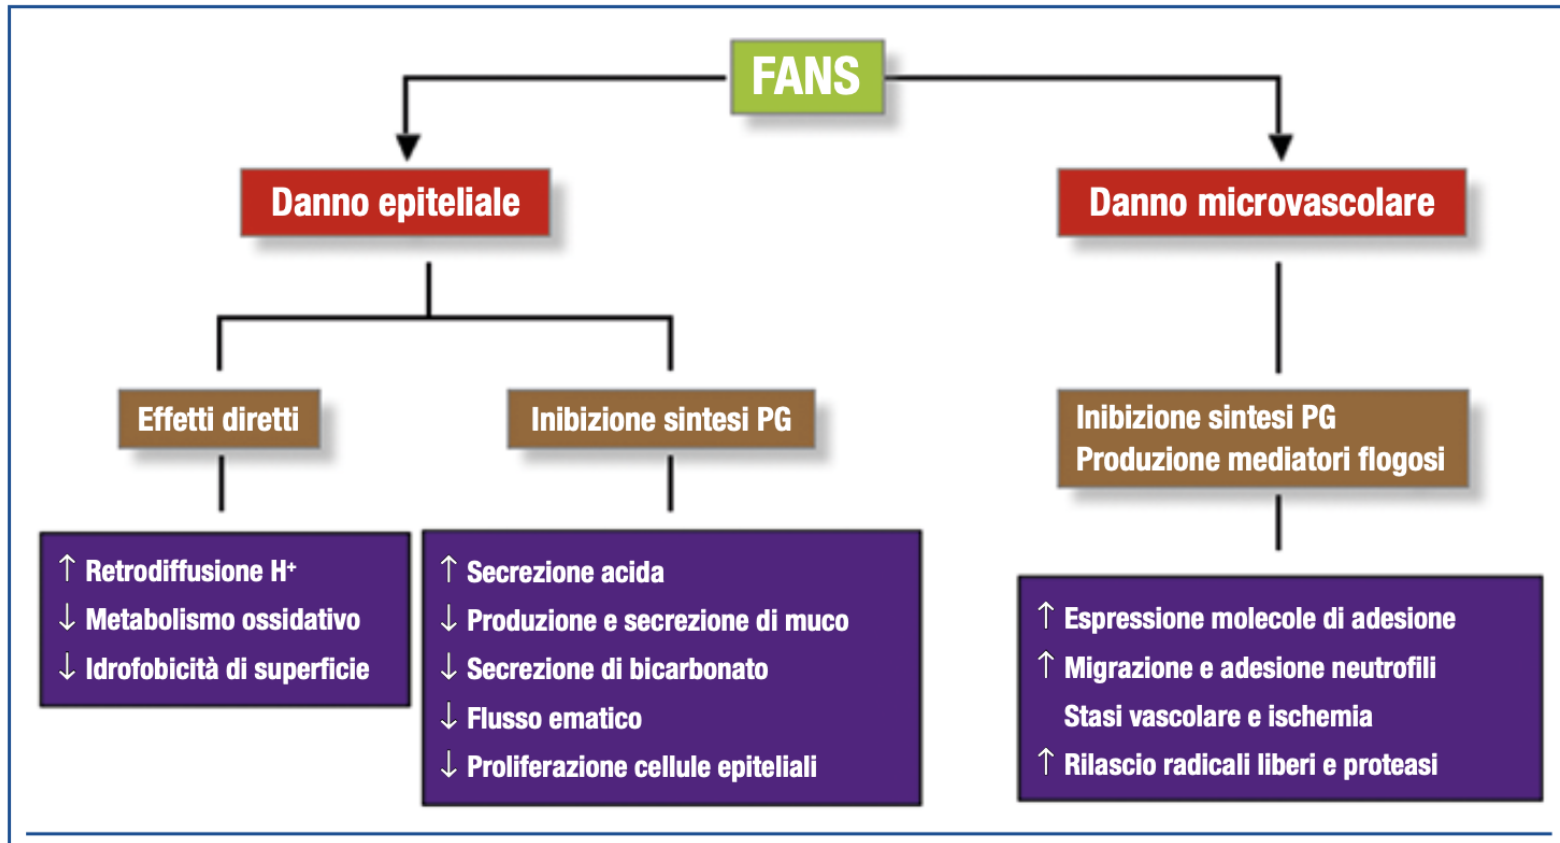 FANS
Danno epiteliale
Danno microvascolare
Effetti diretti
Inibizione sintesi PG
Inibizione sintesi PG
Produzione mediatori flogosi
↑ Retrodiffusione H⁺
↓ Metabolismo ossidativo
↓ Idrofobicità di superficie
↑ Secrezione acida
↓ Produzione e secrezione di muco
↓ Secrezione di bicarbonato
↓ Flusso ematico
↓ Proliferazione cellule epiteliali
↑ Espressione molecole di adesione
↑ Migrazione e adesione neutrofili
Stasi vascolare e ischemia
↑ Rilascio radicali liberi e proteasi